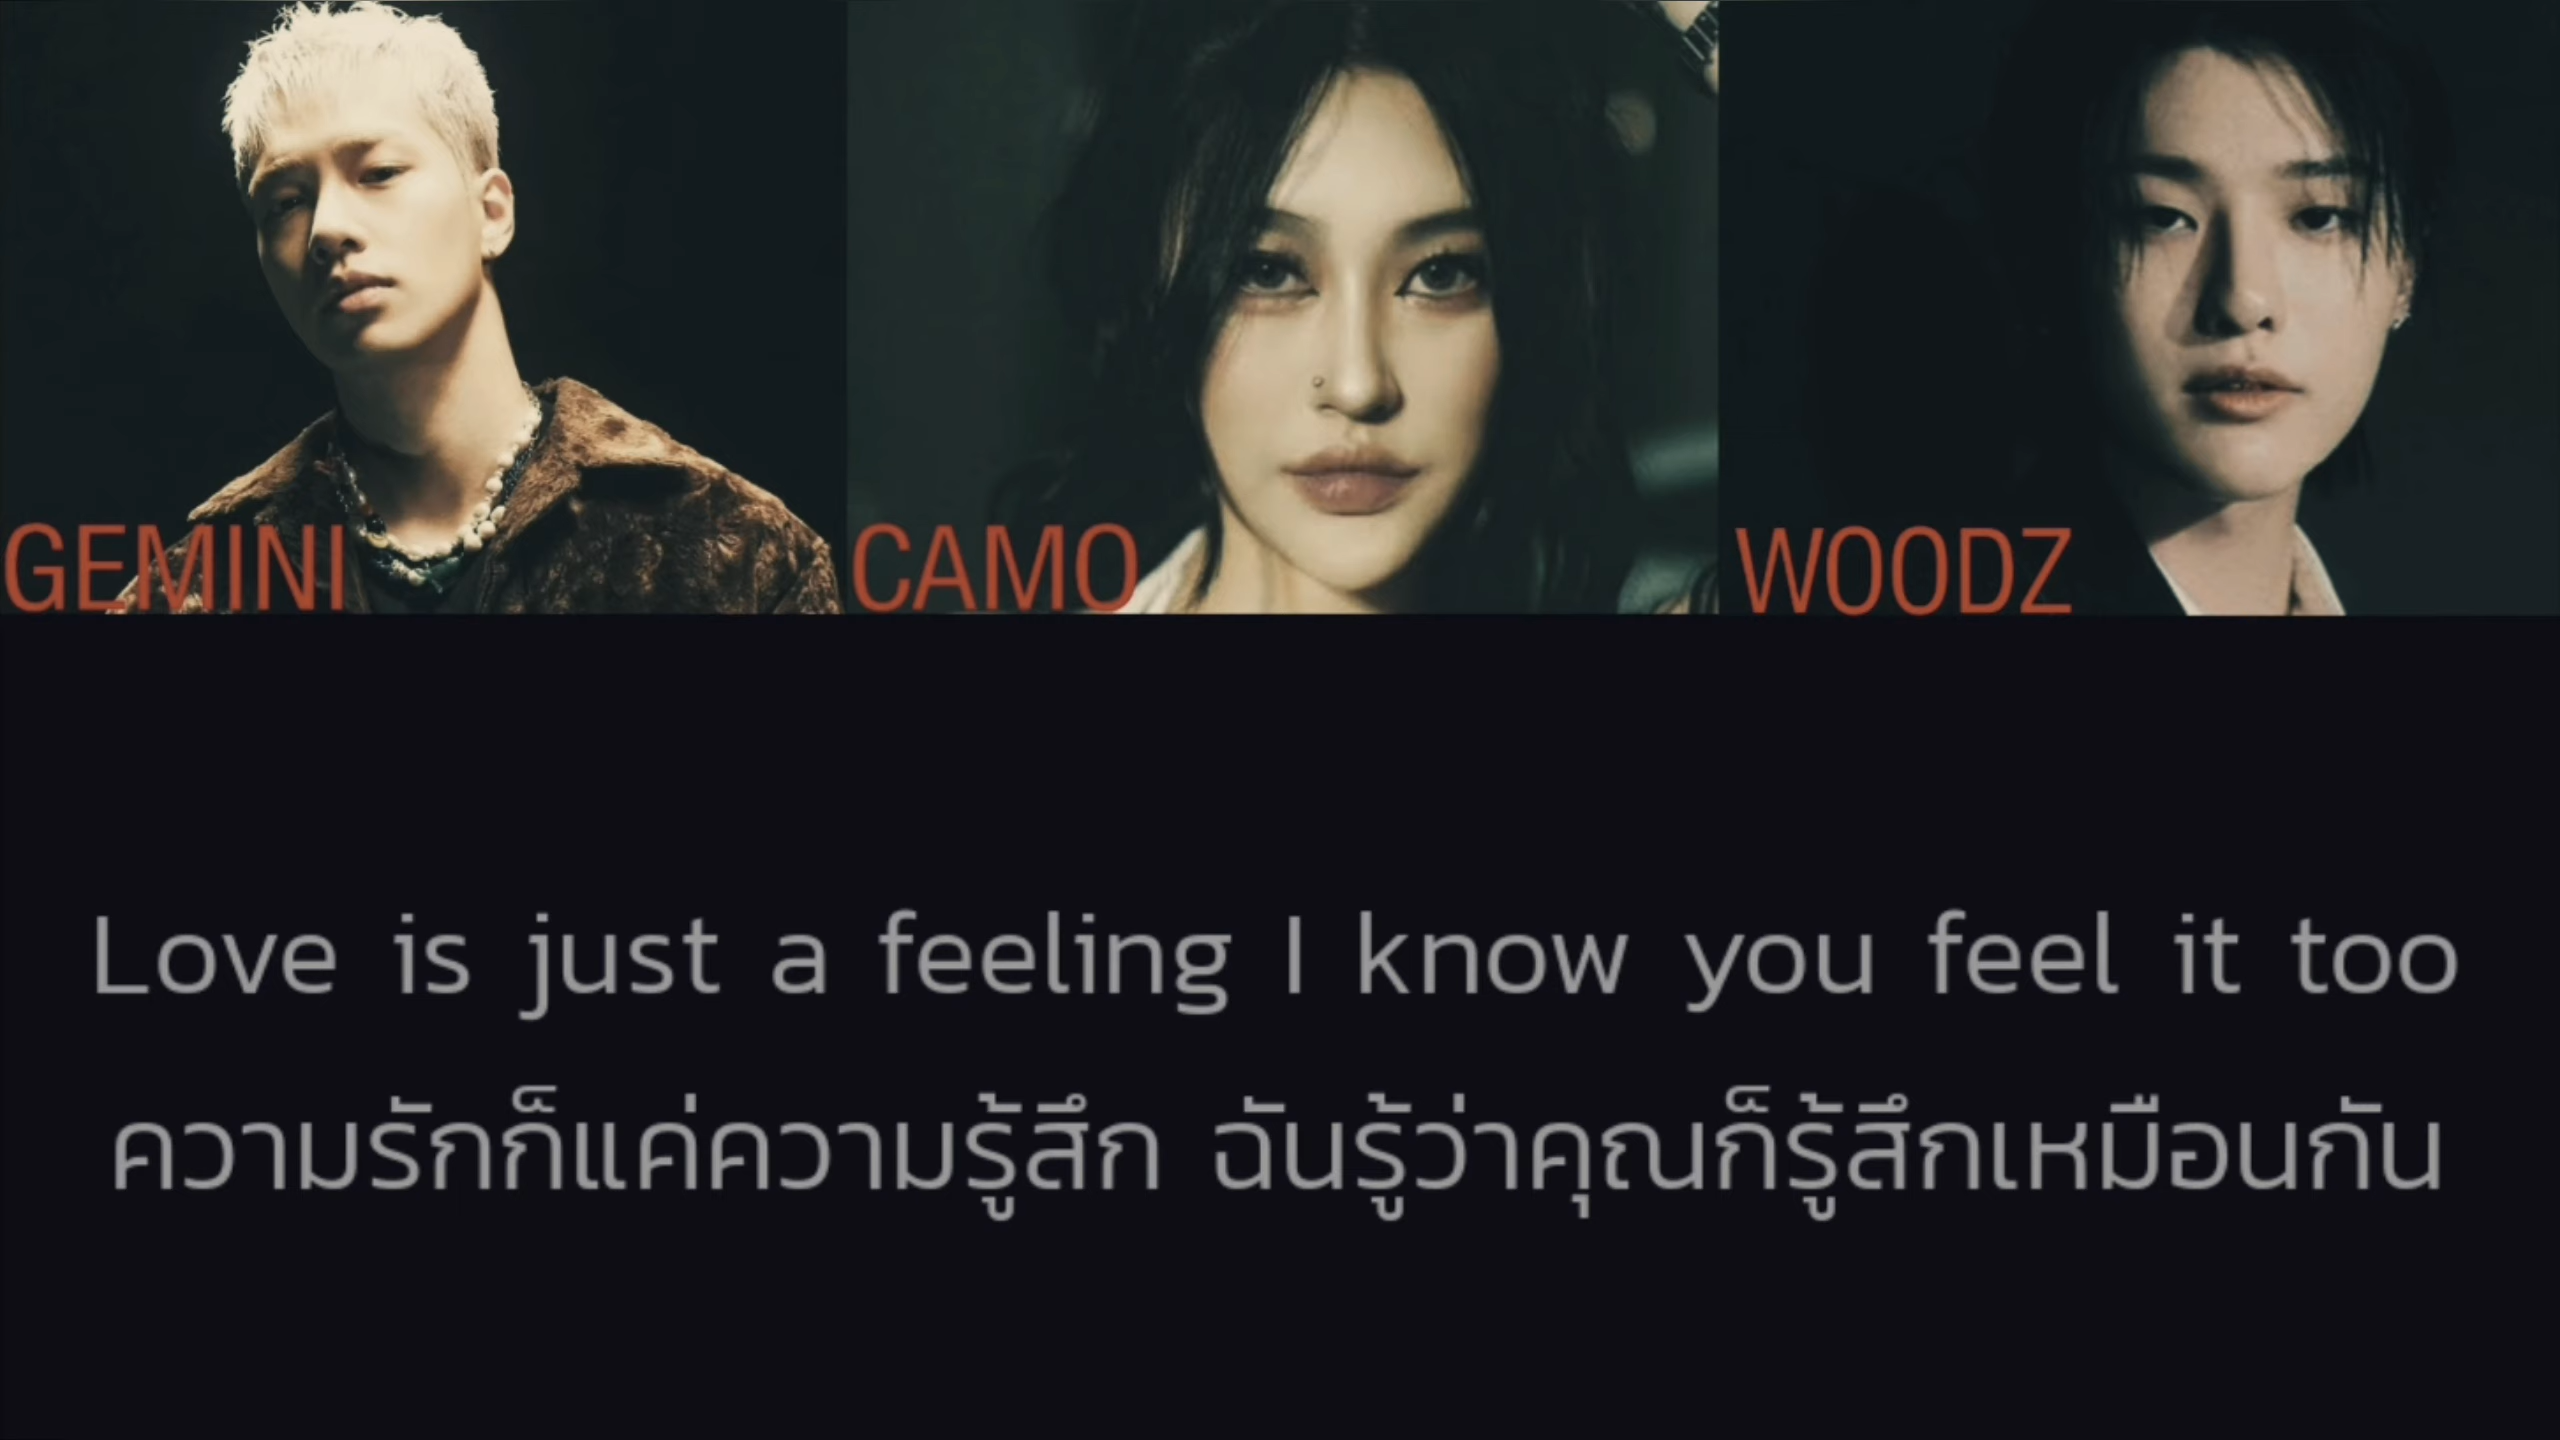 GEMINI
CAMO
WOODZ
Love is just a feeling I know you feel it too
ความรักก็แค่ความรู้สึก ฉันรู้ว่าคุณก็รู้สึกเหมือนกัน